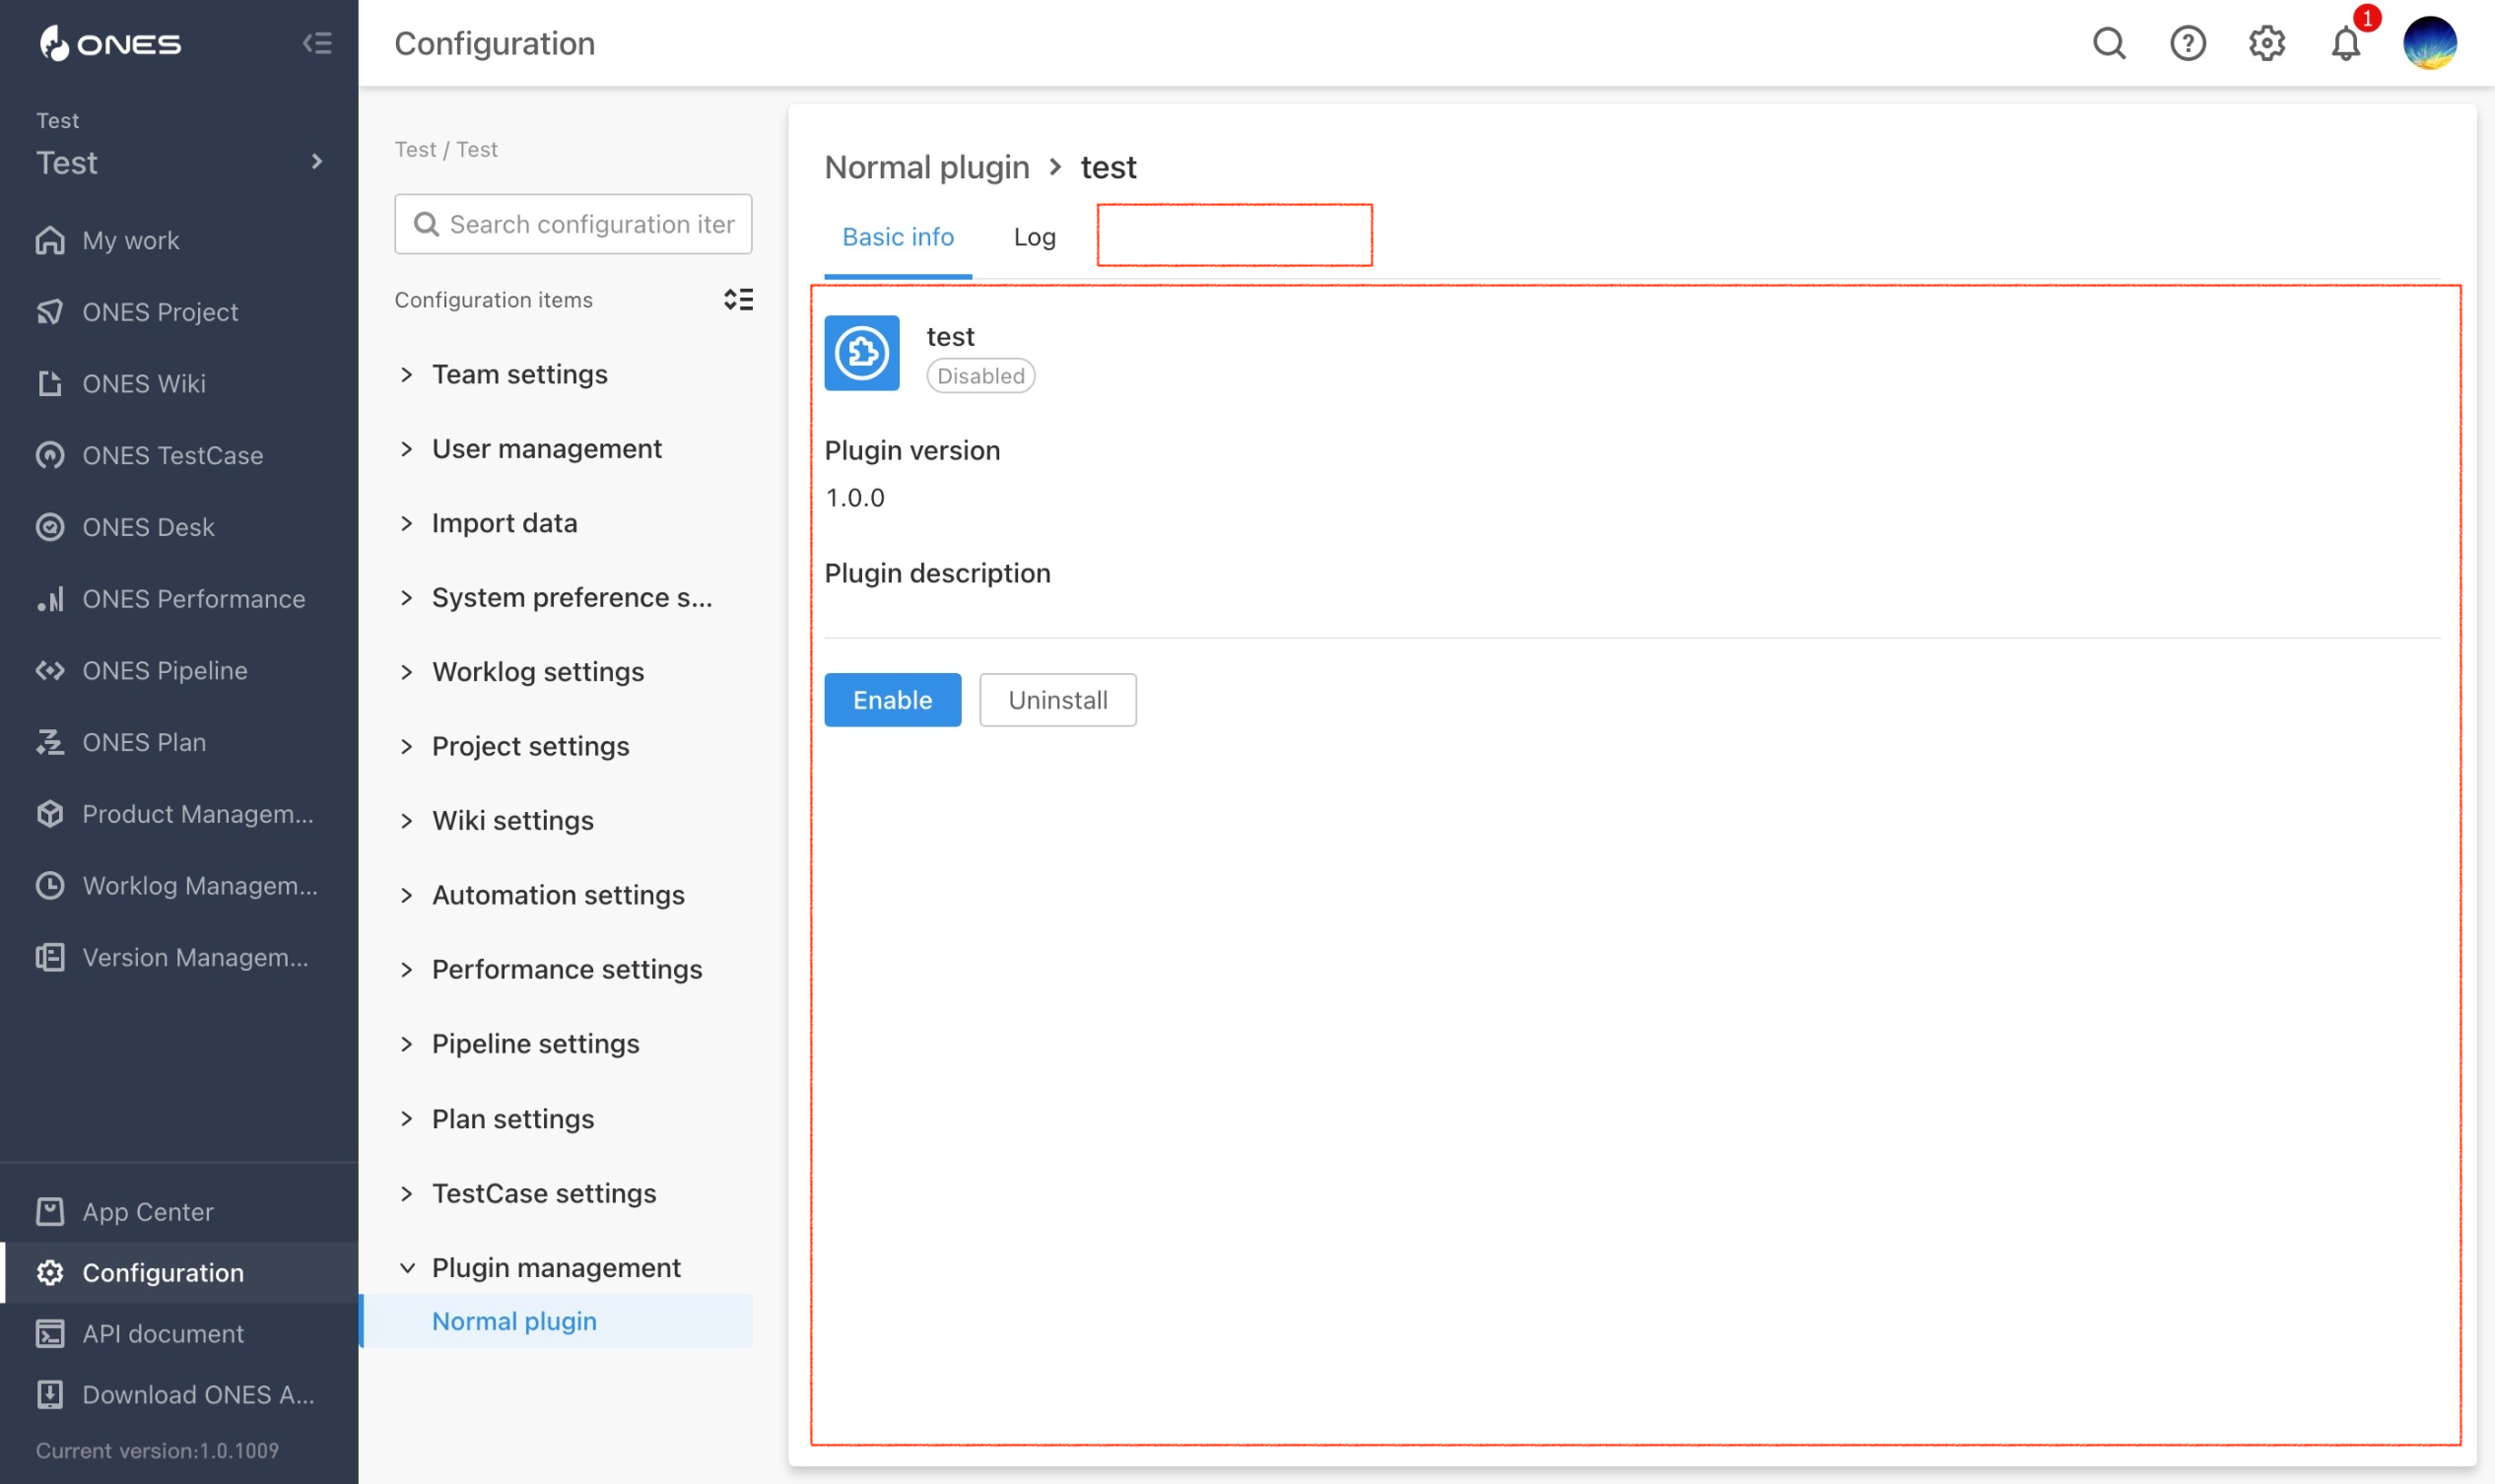 ONES
Test
Test
My work
ONES Project
ONES Wiki
ONES TestCase
ONES Desk
ONES Performance
ONES Pipeline
ONES Plan
Product Managem...
Worklog Managem...
Version Managem...
App Center
Configuration
API document
Download ONES A...
Current version:1.0.1009
Configuration
1
Test / Test
Search configuration iter
Configuration items
Team settings
User management
Import data
System preference s...
Worklog settings
Project settings
Wiki settings
Automation settings
Performance settings
Pipeline settings
Plan settings
TestCase settings
Plugin management
Normal plugin
Normal plugin > test
Basic info Log
test
Disabled
Plugin version
1.0.0
Plugin description
Enable Uninstall